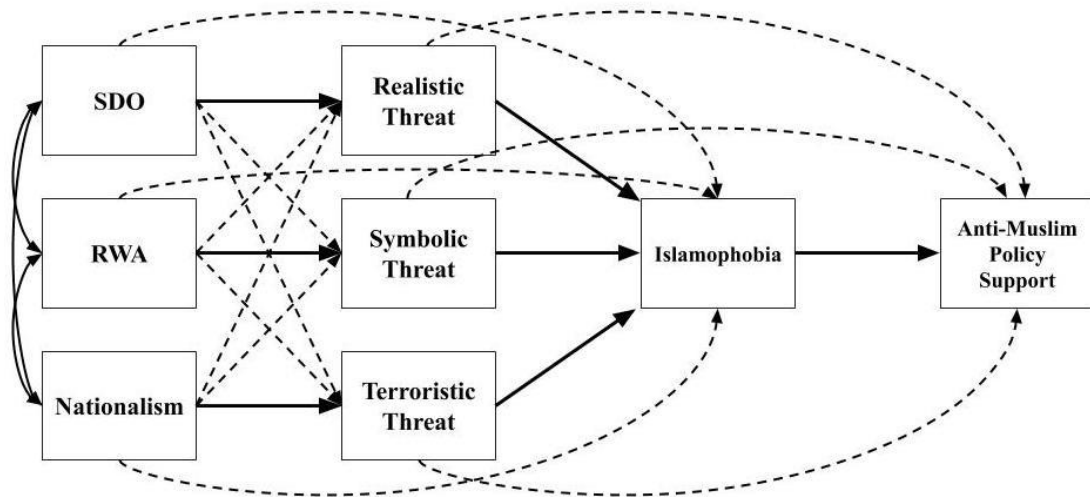 SDO
Realistic
Threat
RWA
Symbolic
Threat
Islamophobia
Anti-Muslim
Policy
Support
Nationalism
Terroristic
Threat